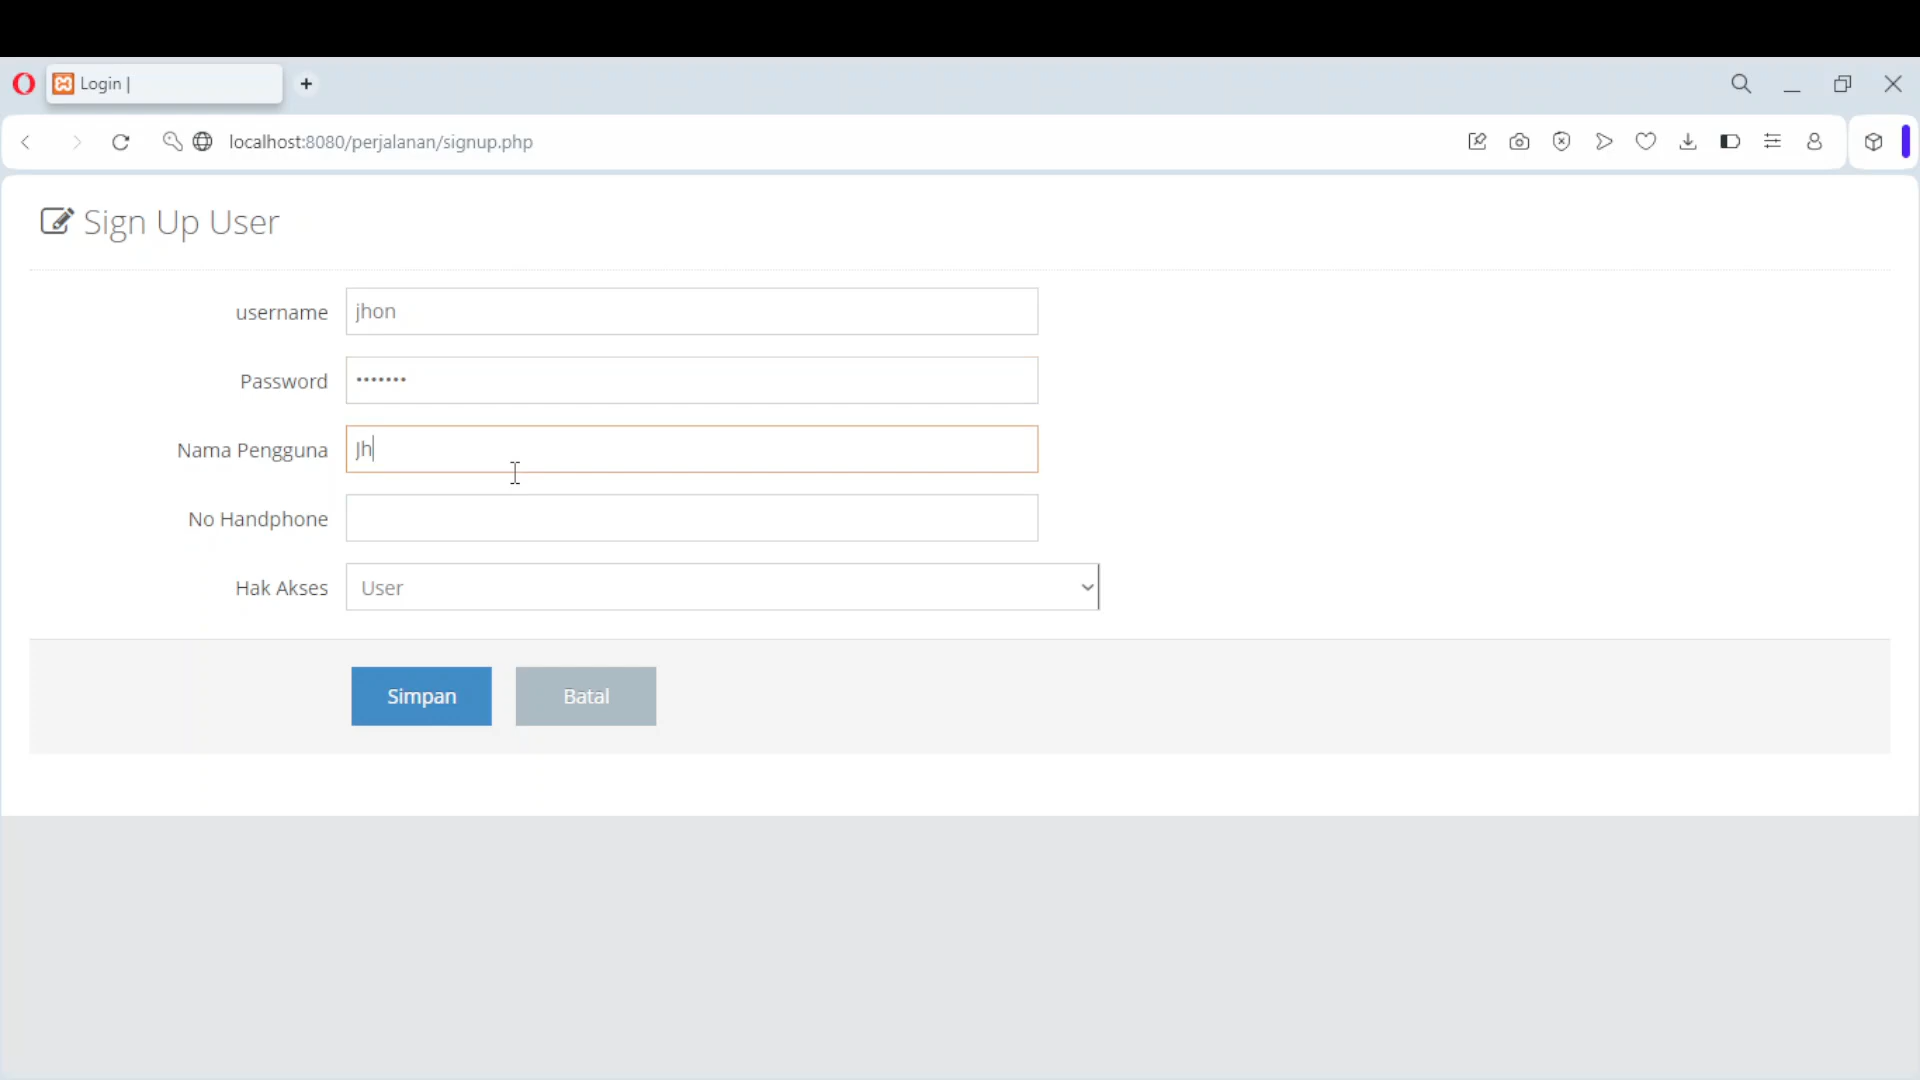 Login |
localhost:8080/perjalanan/signup.php
Sign Up User
username jhon
Password •••••••
Nama Pengguna Jh
No Handphone
Hak Akses User
Simpan Batal